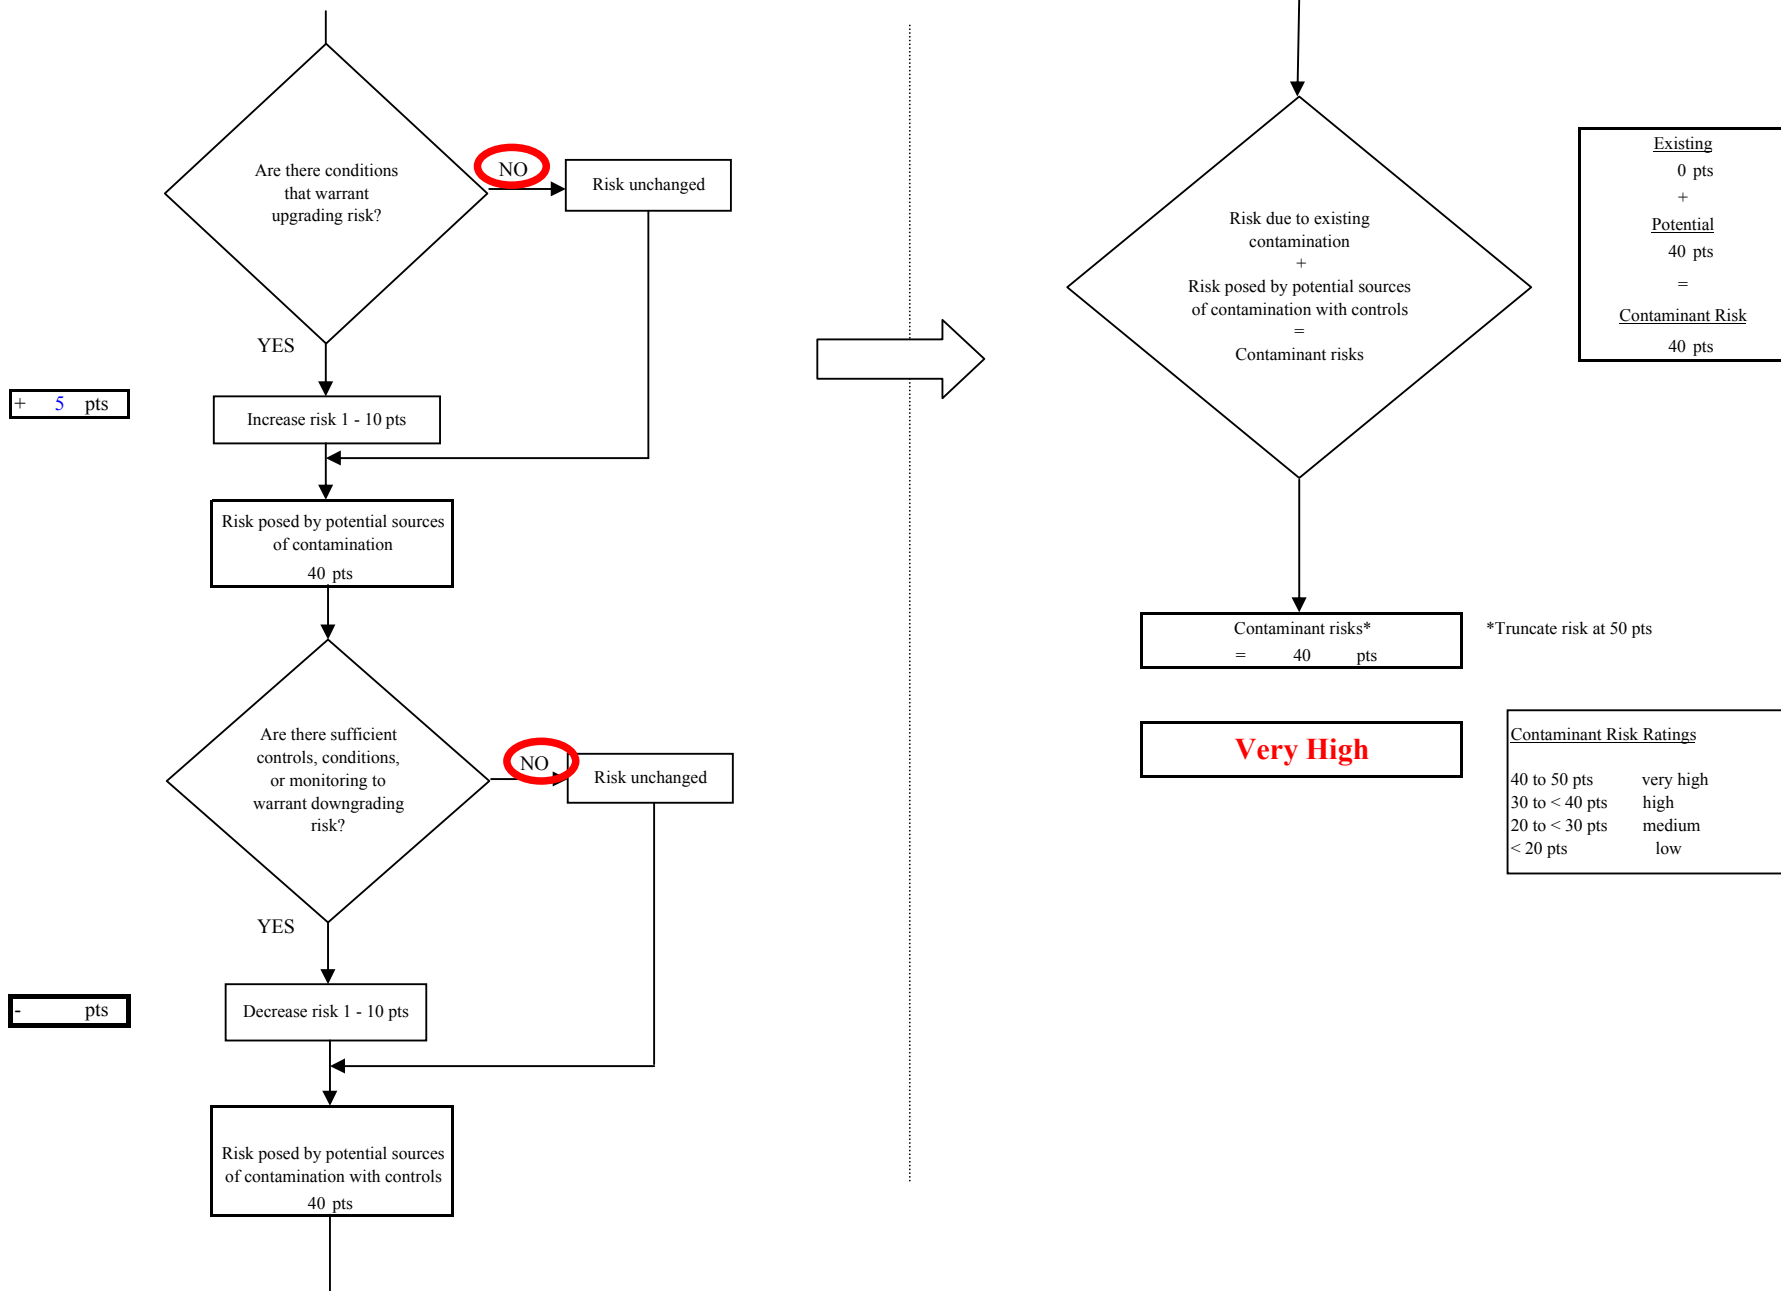 Are there conditions
that warrant
upgrading risk?
NO
Risk unchanged
YES
+ 5 pts
Increase risk 1 - 10 pts
Risk posed by potential sources
of contamination
40 pts
Are there sufficient
controls, conditions,
or monitoring to
warrant downgrading
risk?
NO
Risk unchanged
YES
- pts
Decrease risk 1 - 10 pts
Risk posed by potential sources
of contamination with controls
40 pts
Risk due to existing
contamination
+
Risk posed by potential sources
of contamination with controls
=
Contaminant risks
Existing
0 pts
+
Potential
40 pts
=
Contaminant Risk
40 pts
Contaminant risks*
= 40 pts
*Truncate risk at 50 pts
Very High
Contaminant Risk Ratings
40 to 50 pts very high
30 to < 40 pts high
20 to < 30 pts medium
< 20 pts low